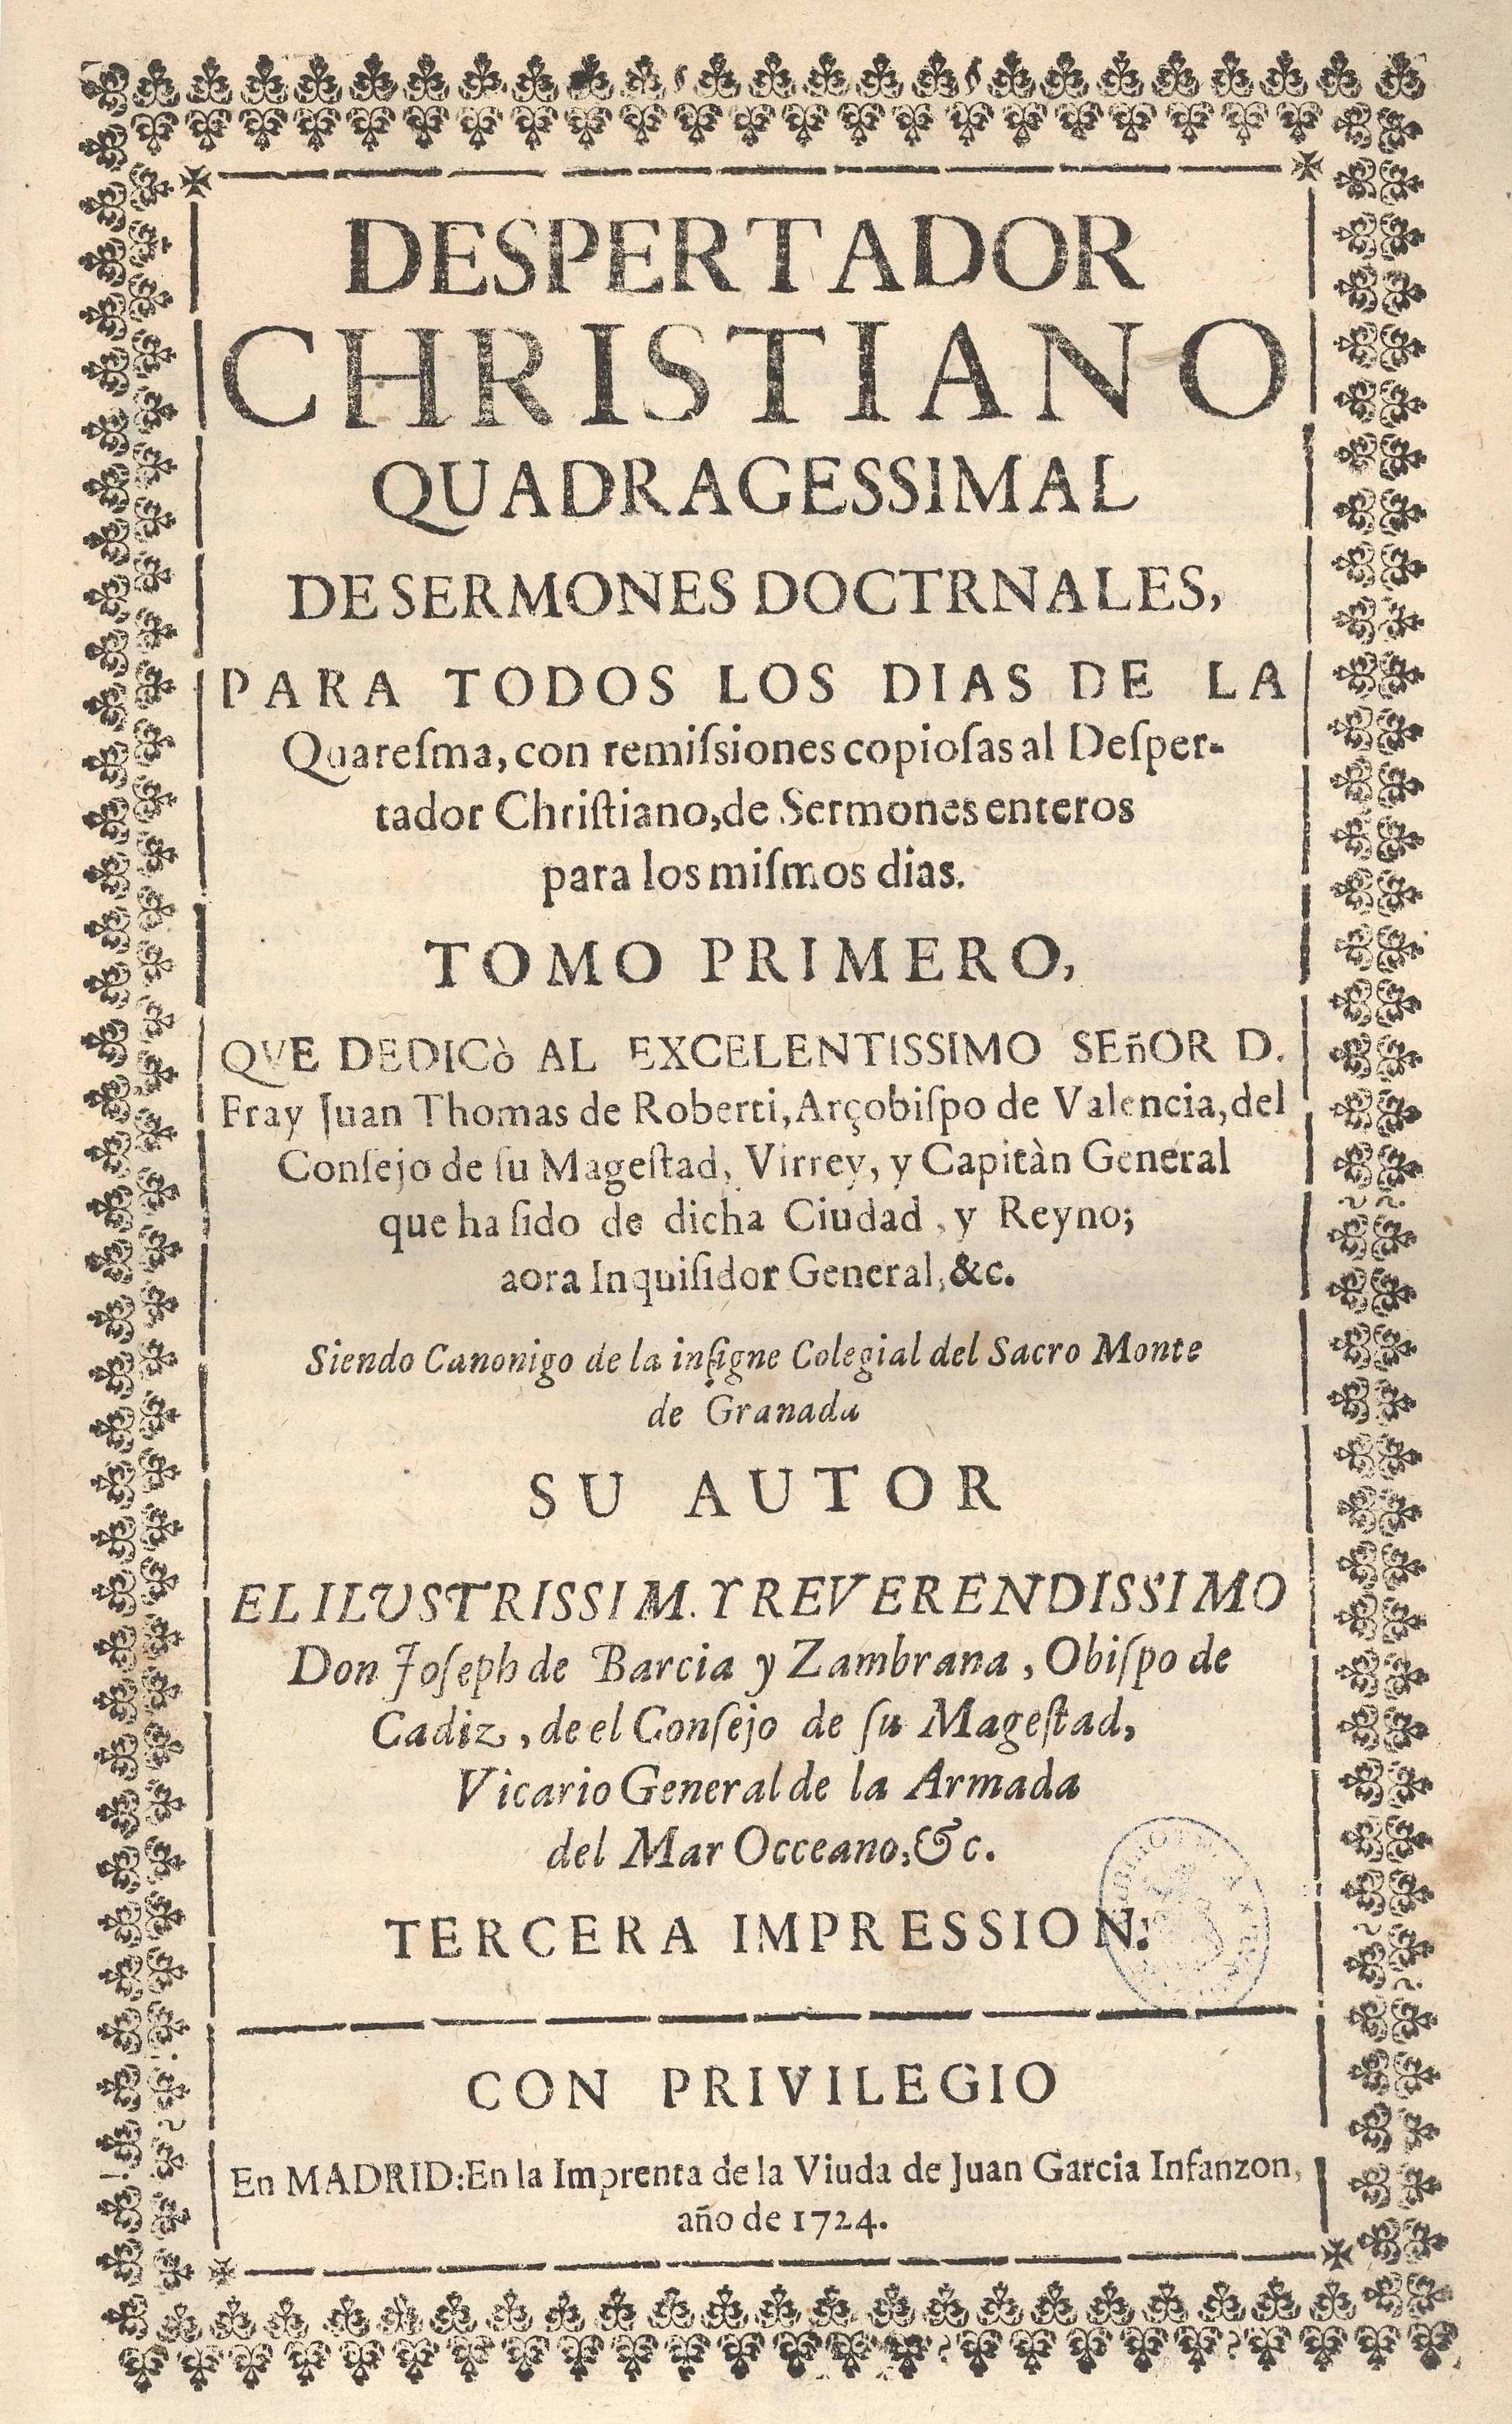 DESPERTADOR
CHRISTIANO
QUADRAGESSIMAL
DE SERMONES DOCTRNALES,
PARA TODOS LOS DIAS DE LA
Quareſma, con remiſsiones copioſas al Deſper-
tador Chriſtiano, de Sermones enteros
para los miſmos dias.
TOMO PRIMERO,
QVE DEDICò AL EXCELENTISSIMO SEñOR D.
Fray Juan Thomas de Roberti, Arçobiſpo de Valencia, del
Conſejo de ſu Mageſtad, Virrey, y Capitàn General
que ha ſido de dicha Ciudad, y Reyno;
aora Inquiſidor General, &c.
Siendo Canonigo de la inſigne Colegial del Sacro Monte
de Granada
SU AUTOR
EL ILUSTRISSIM. Y REVERENDISSIMO
Don Joſeph de Barcia y Zambrana, Obiſpo de
Cadiz, de el Conſejo de ſu Mageſtad,
Vicario General de la Armada
del Mar Occeano, &c.
TERCERA IMPRESSION:
CON PRIVILEGIO
En MADRID: En la Imprenta de la Viuda de Juan Garcia Infanzon,
año de 1724.